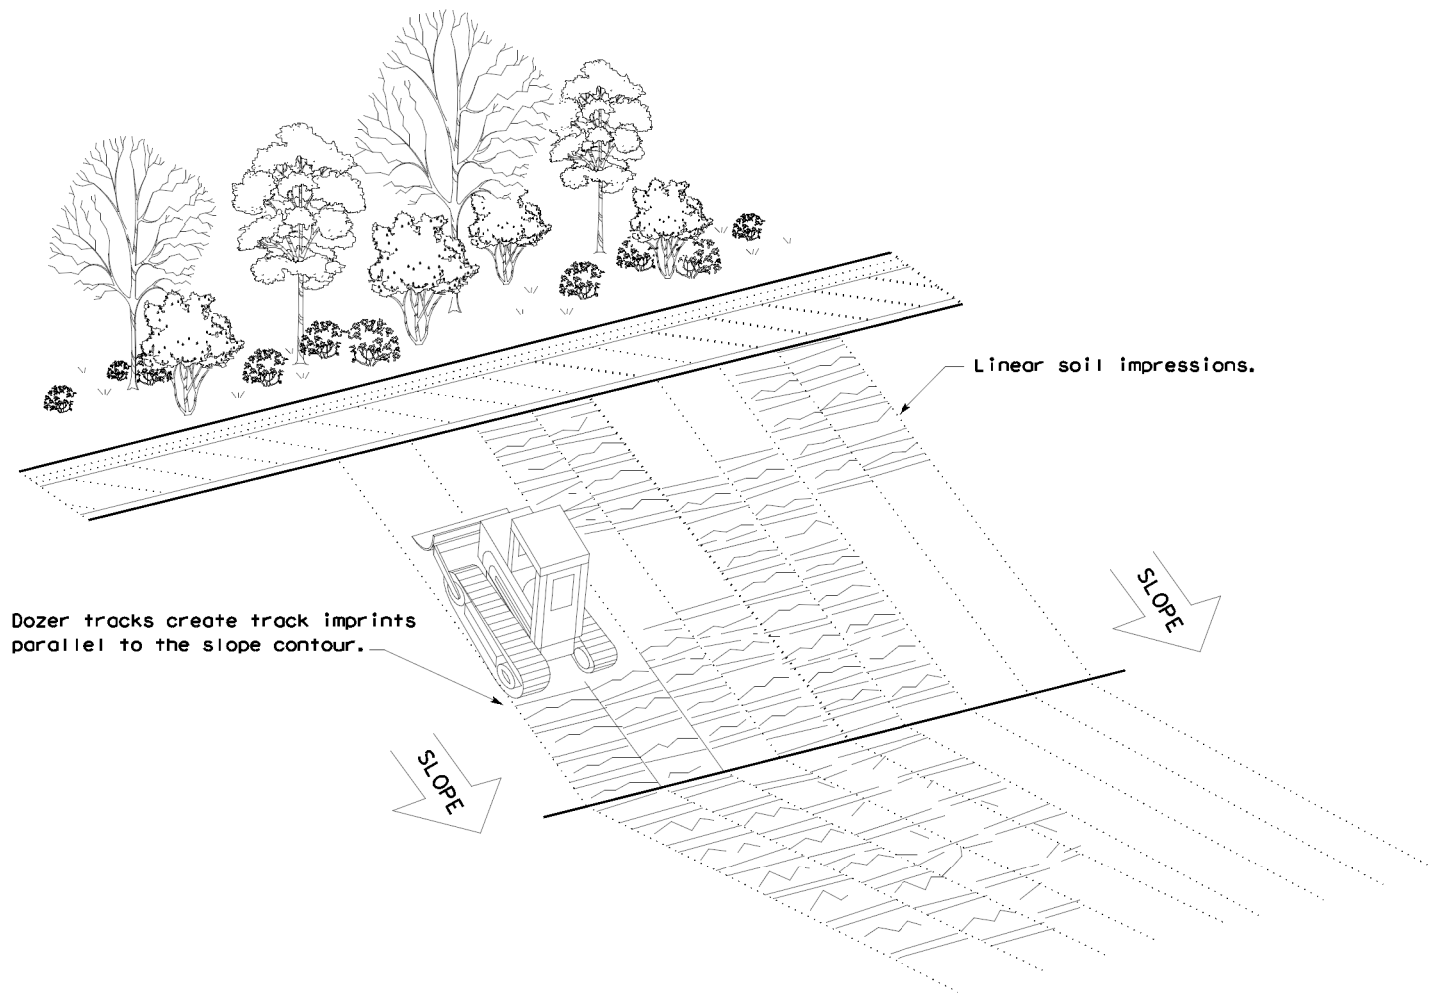 Linear soil impressions.
SLOPE
Dozer tracks create track imprints
parallel to the slope contour.
SLOPE